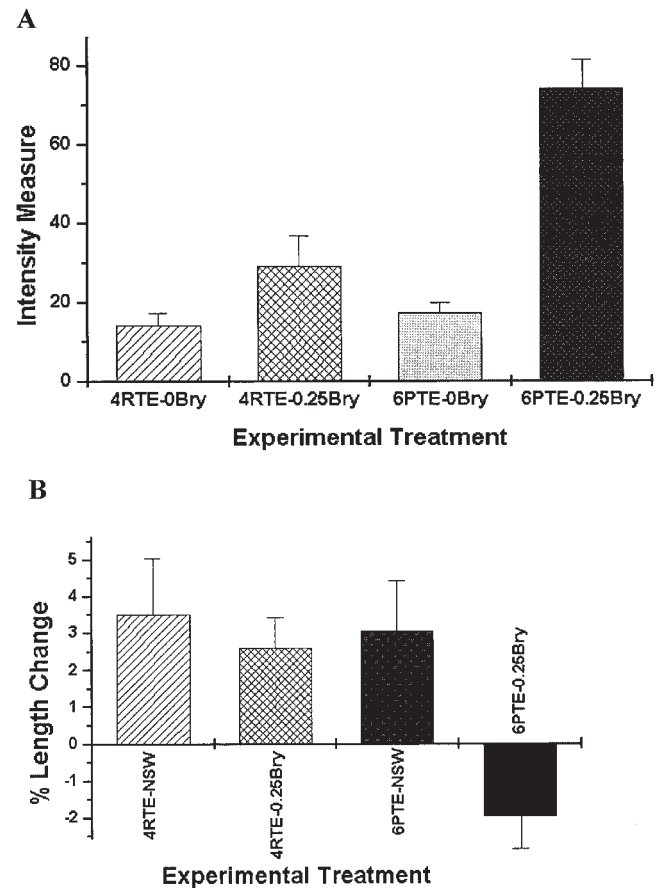 A
Intensity Measure
80
60
40
20
0
4RTE-0Bry 4RTE-0.25Bry 6PTE-0Bry 6PTE-0.25Bry
Experimental Treatment
B
% Length Change
5
4
3
2
1
0
-1
-2
4RTE-NSW
4RTE-0.25Bry
6PTE-NSW
6PTE-0.25Bry
Experimental Treatment